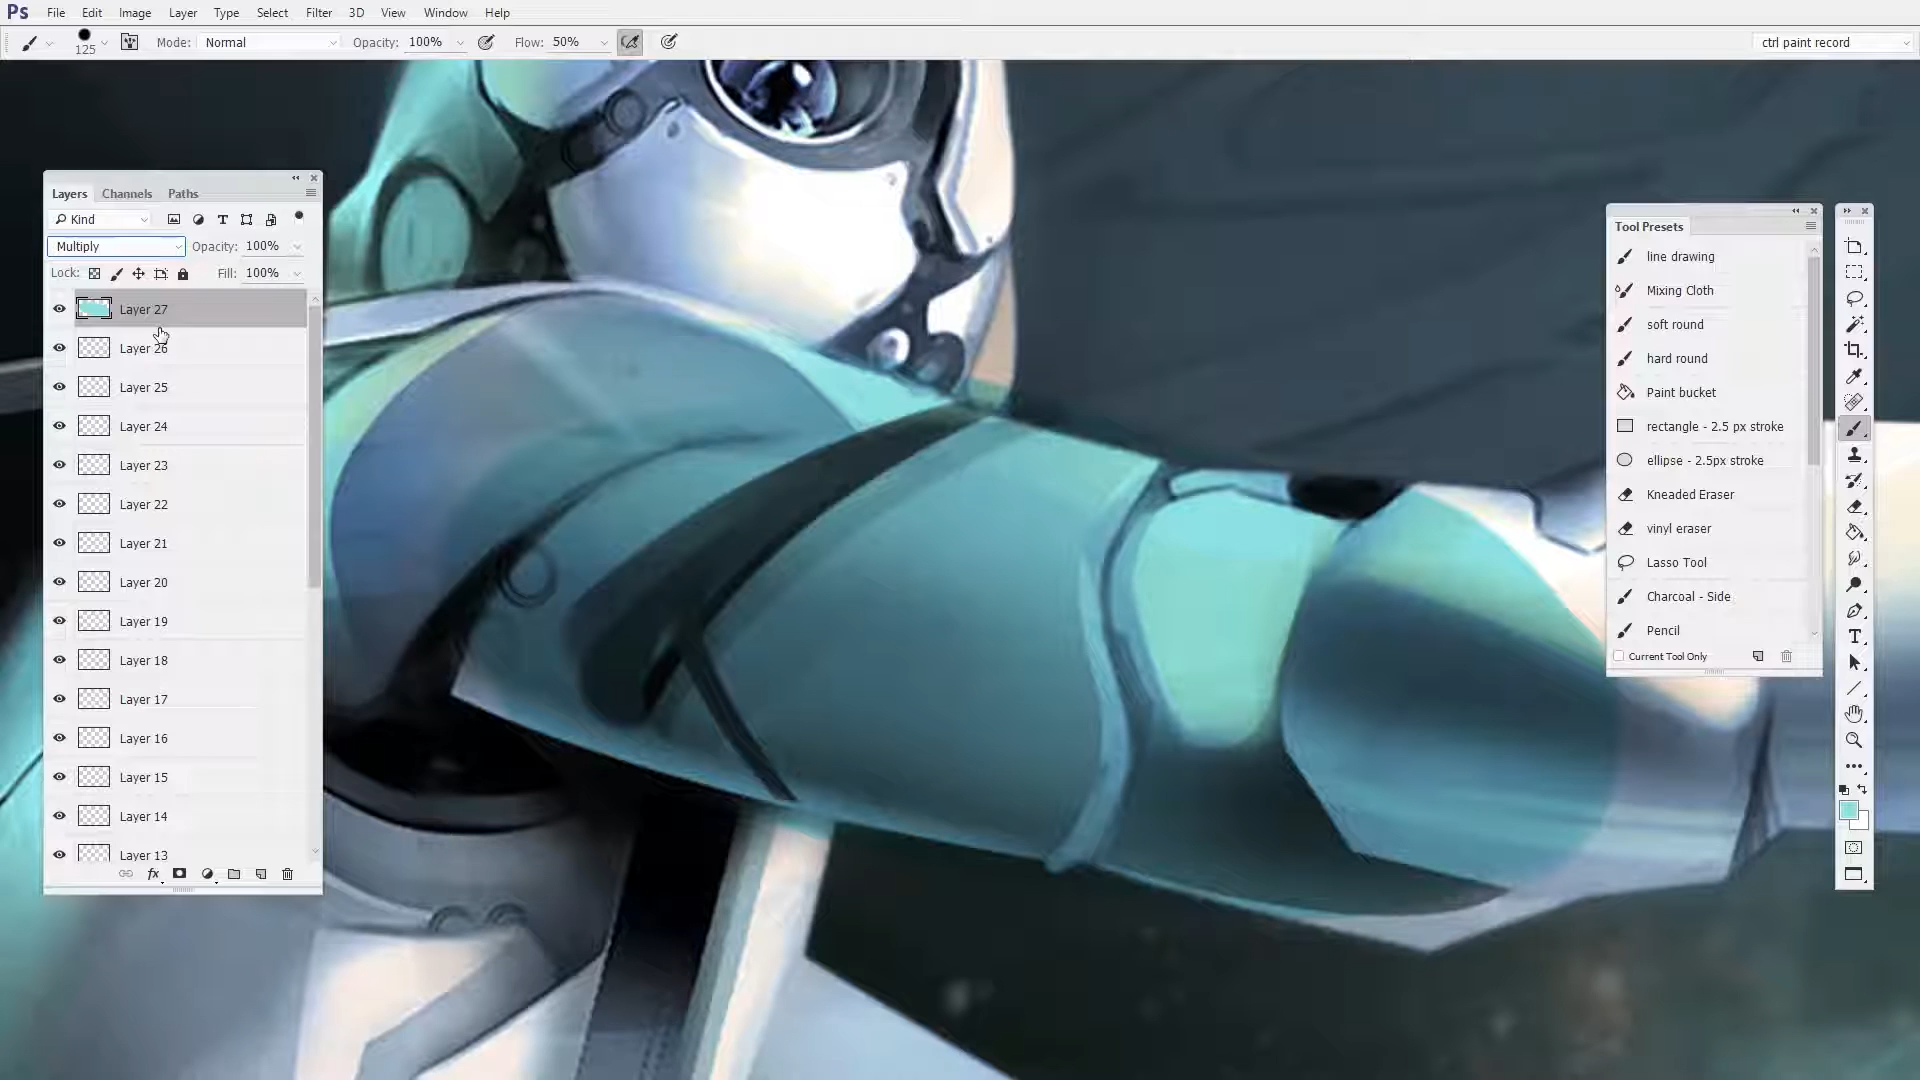 Ps File Edit Image Layer Type Select Filter 3D View Window Help
125 Mode: Normal Opacity: 100% Flow: 50% ctrl paint record
Layers Channels Paths
Kind
Multiply Opacity: 100%
Lock: Fill: 100%
Layer 27
Layer 26
Layer 25
Layer 24
Layer 23
Layer 22
Layer 21
Layer 20
Layer 19
Layer 18
Layer 17
Layer 16
Layer 15
Layer 14
Layer 13
fx
Tool Presets
line drawing
Mixing Cloth
soft round
hard round
Paint bucket
rectangle - 2.5 px stroke
ellipse - 2.5px stroke
Kneaded Eraser
vinyl eraser
Lasso Tool
Charcoal - Side
Pencil
Current Tool Only